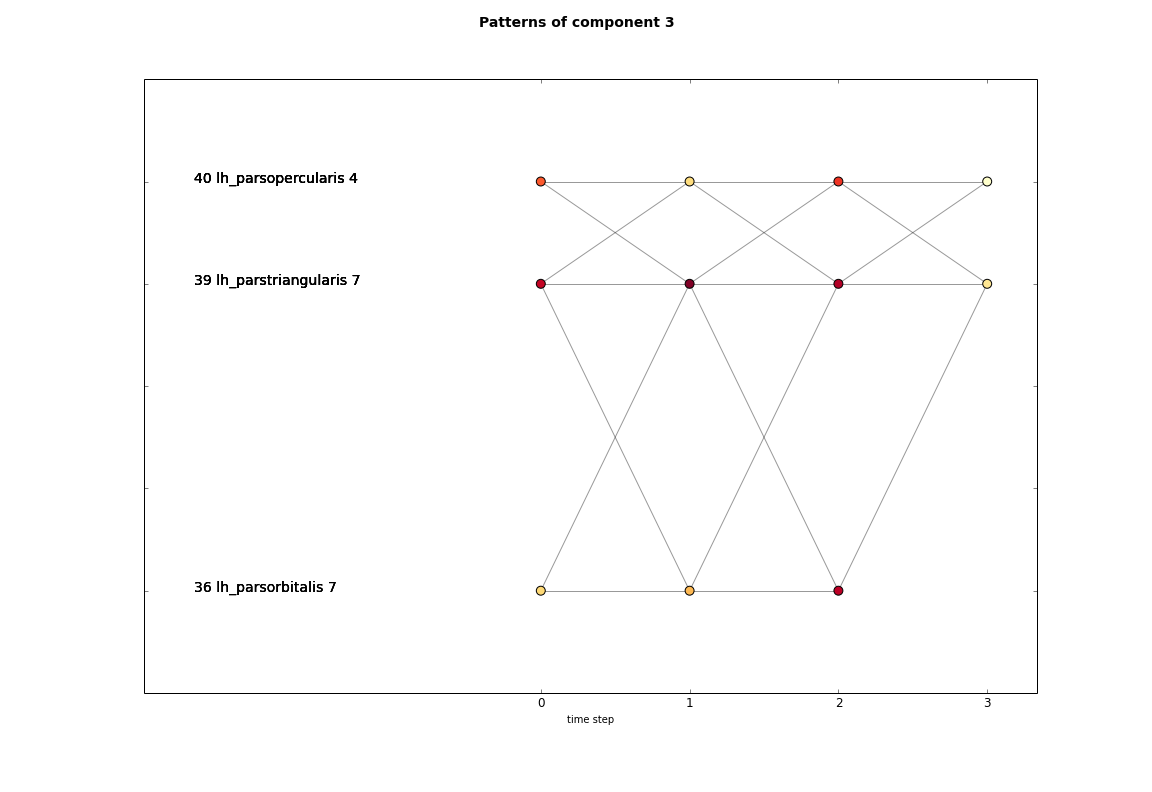 Patterns of component 3
40 lh_parsopercularis 4
39 lh_parstriangularis 7
36 lh_parsorbitalis 7
0 1 2 3
time step